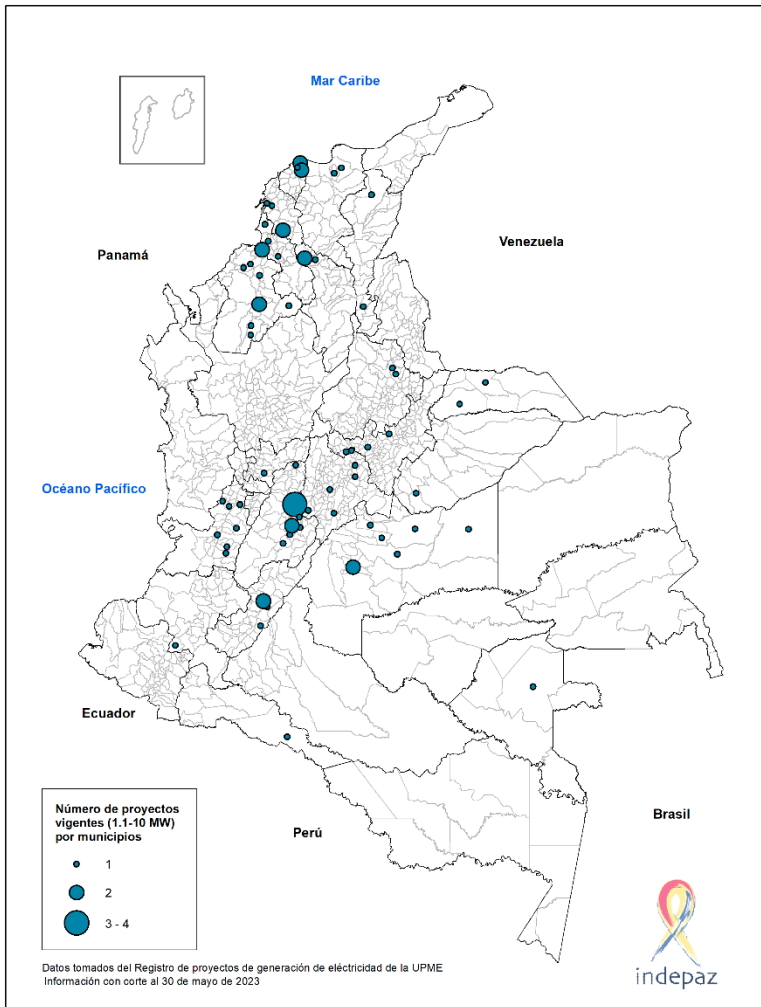 Mar Caribe
Panamá
Venezuela
Océano Pacífico
Ecuador
Perú
Brasil
Número de proyectos
vigentes (1.1-10 MW)
por municipios
1
2
3 - 4
indepaz
Datos tomados del Registro de proyectos de generación de eléctricidad de la UPME
Información con corte al 30 de mayo de 2023